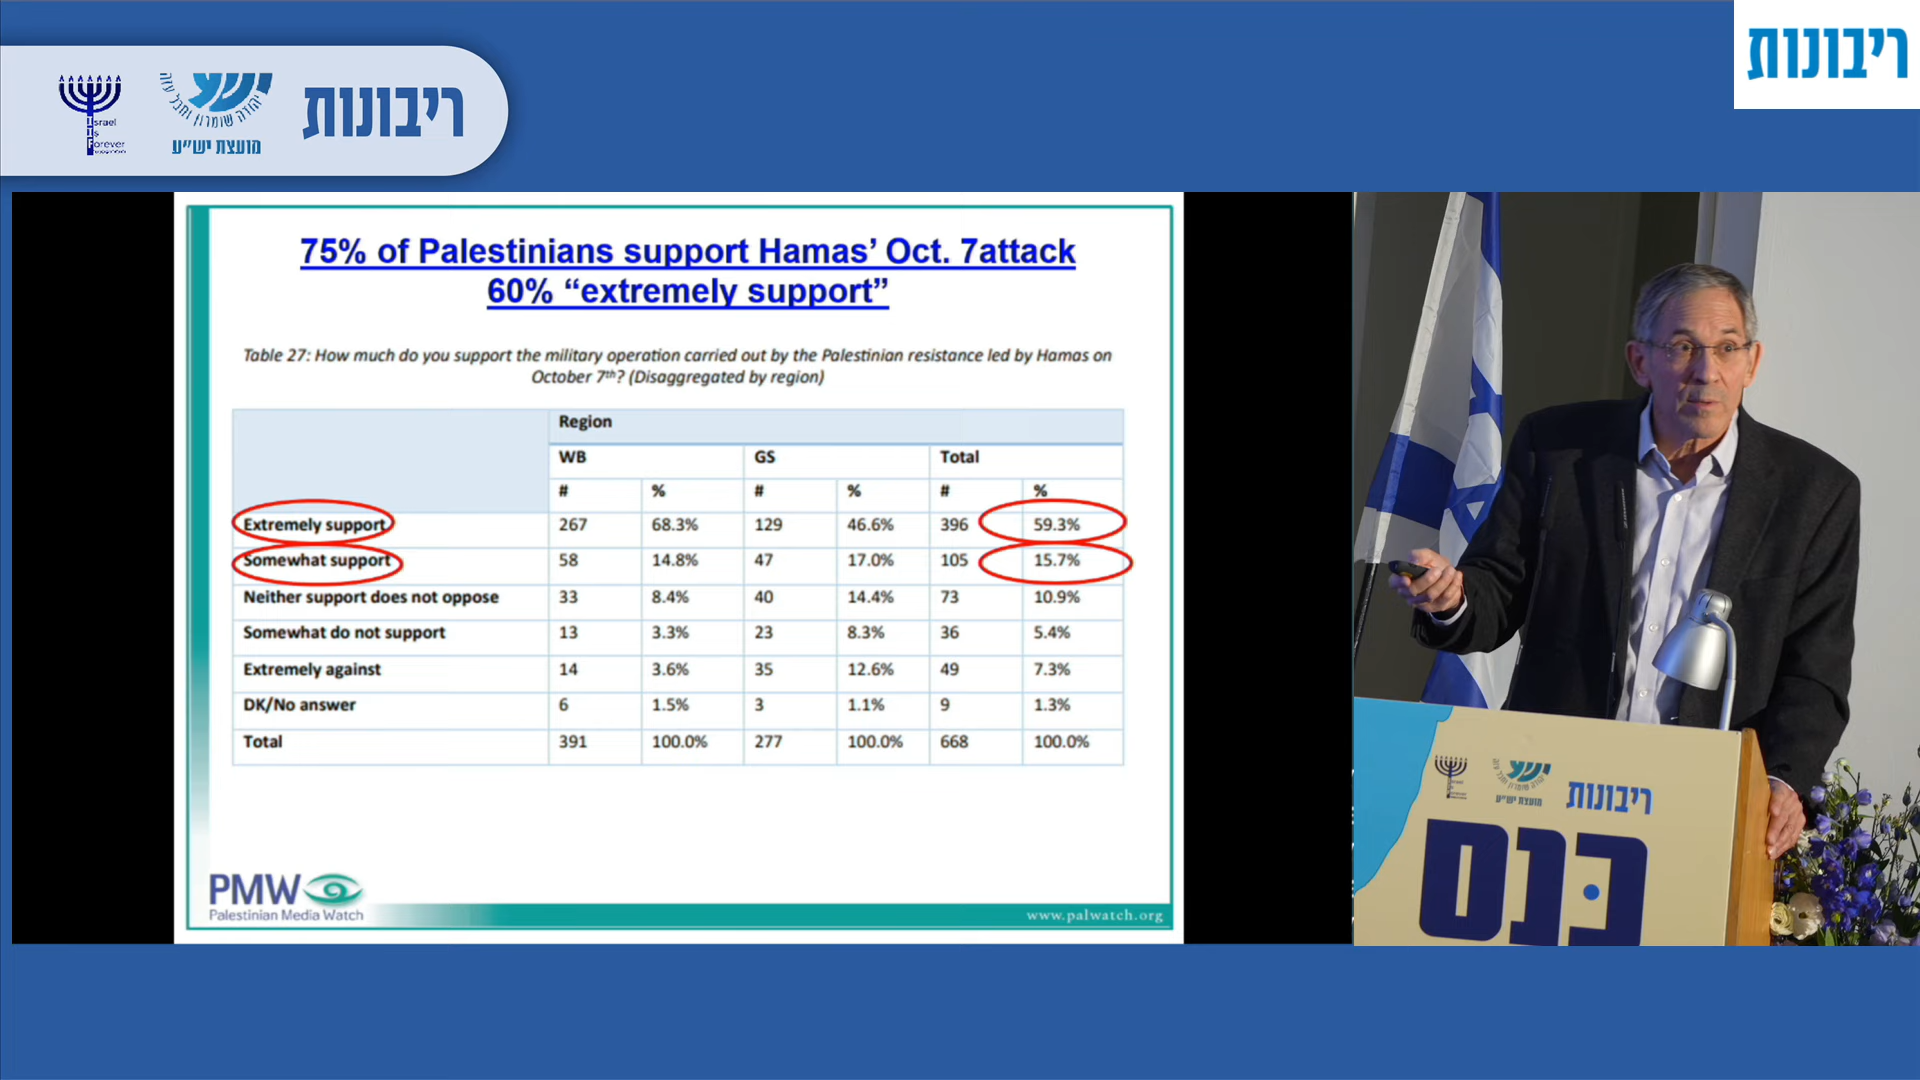 Israel
Is
Forever
יהודה שומרון וחבל עזה
מועצת יש״ע
ריבונות
ריבונות
75% of Palestinians support Hamas’ Oct. 7attack
60% “extremely support”
Table 27: How much do you support the military operation carried out by the Palestinian resistance led by Hamas on
October 7th? (Disaggregated by region)
Region
WB GS Total
# % # % # %
Extremely support 267 68.3% 129 46.6% 396 59.3%
Somewhat support 58 14.8% 47 17.0% 105 15.7%
Neither support does not oppose 33 8.4% 40 14.4% 73 10.9%
Somewhat do not support 13 3.3% 23 8.3% 36 5.4%
Extremely against 14 3.6% 35 12.6% 49 7.3%
DK/No answer 6 1.5% 3 1.1% 9 1.3%
Total 391 100.0% 277 100.0% 668 100.0%
PMW
Palestinian Media Watch
www.palwatch.org
מועצת יש״ע
ריבונות
כנס